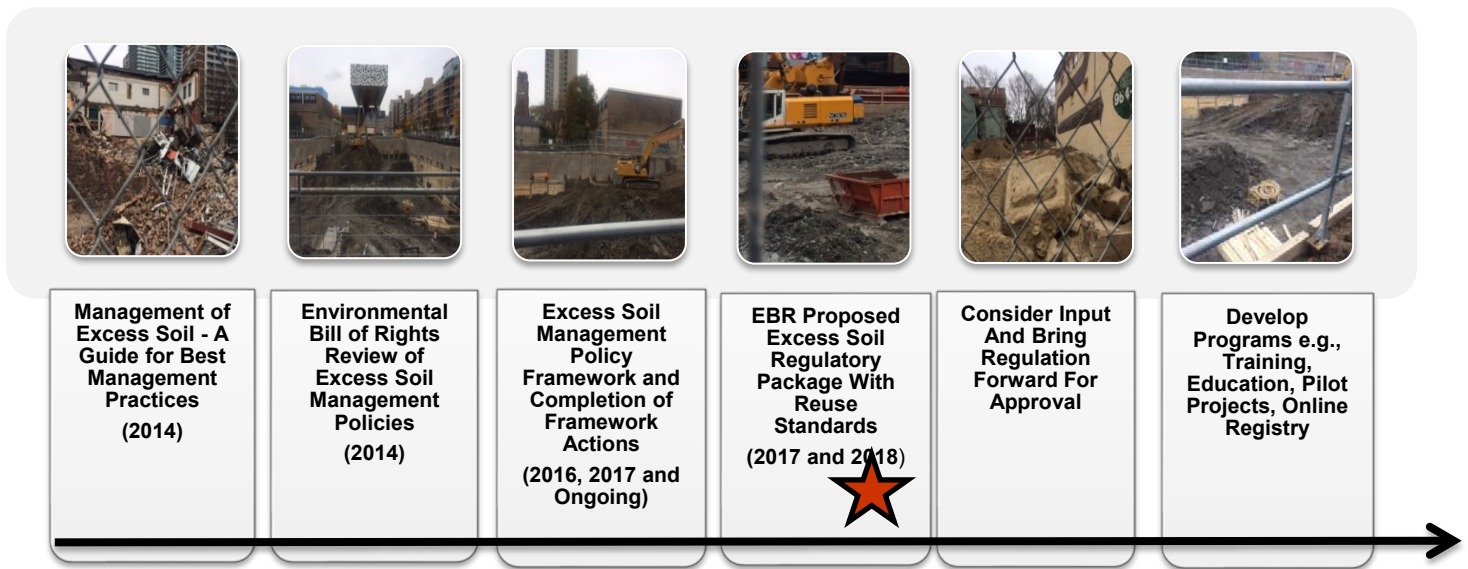 Management of
Excess Soil - A
Guide for Best
Management
Practices
(2014)
Environmental
Bill of Rights
Review of
Excess Soil
Management
Policies
(2014)
Excess Soil
Management
Policy
Framework and
Completion of
Framework
Actions
(2016, 2017 and
Ongoing)
EBR Proposed
Excess Soil
Regulatory
Package With
Reuse
Standards
(2017 and 2018)
Consider Input
And Bring
Regulation
Forward For
Approval
Develop
Programs e.g.,
Training,
Education, Pilot
Projects, Online
Registry